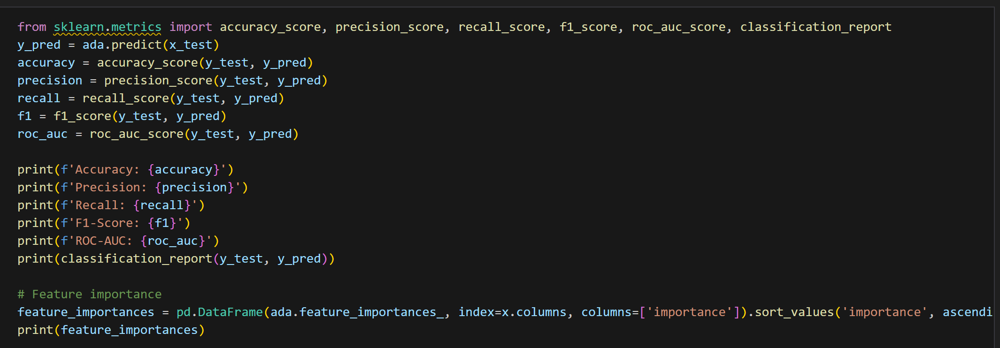 from sklearn.metrics import accuracy_score, precision_score, recall_score, f1_score, roc_auc_score, classification_report
y_pred = ada.predict(x_test)
accuracy = accuracy_score(y_test, y_pred)
precision = precision_score(y_test, y_pred)
recall = recall_score(y_test, y_pred)
f1 = f1_score(y_test, y_pred)
roc_auc = roc_auc_score(y_test, y_pred)
print(f'Accuracy: {accuracy}')
print(f'Precision: {precision}')
print(f'Recall: {recall}')
print(f'F1-Score: {f1}')
print(f'ROC-AUC: {roc_auc}')
print(classification_report(y_test, y_pred))
# Feature importance
feature_importances = pd.DataFrame(ada.feature_importances_, index=x.columns, columns=['importance']).sort_values('importance', ascendi
print(feature_importances)